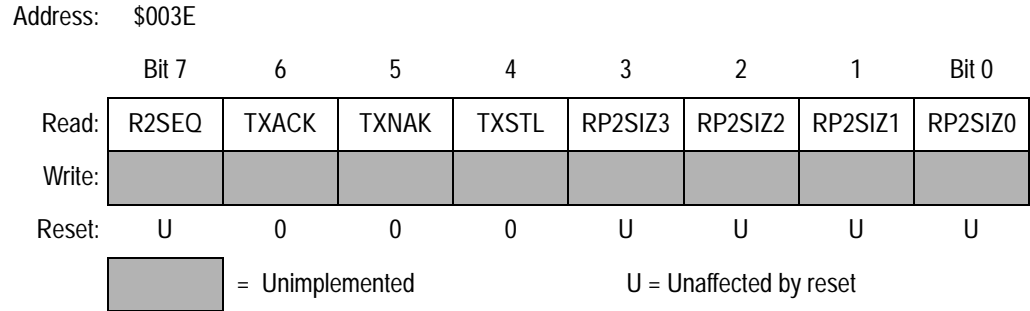 Address: $003E
Bit 7 6 5 4 3 2 1 Bit 0
Read: R2SEQ TXACK TXNAK TXSTL RP2SIZ3 RP2SIZ2 RP2SIZ1 RP2SIZ0
Write:
Reset: U 0 0 0 U U U U
= Unimplemented U = Unaffected by reset